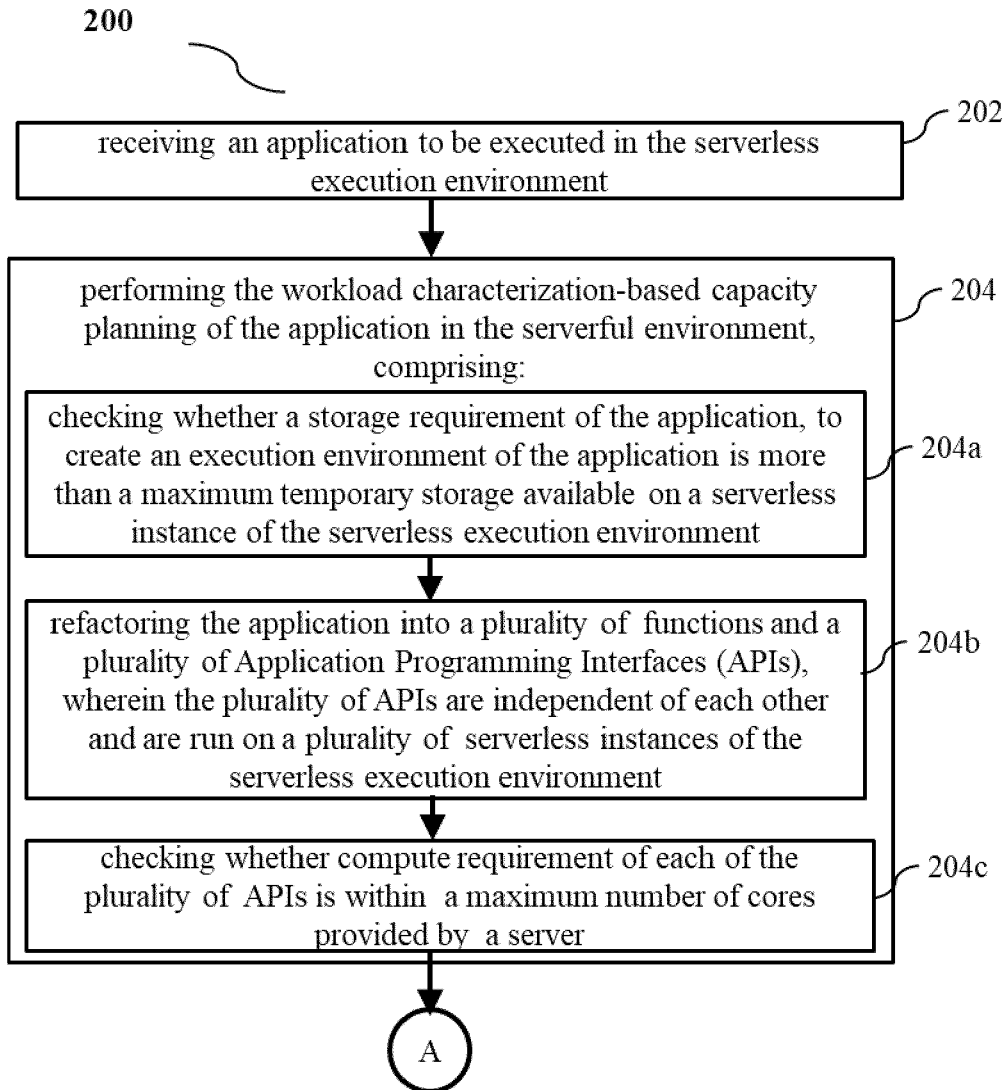 200
202
receiving an application to be executed in the serverless
execution environment
204
performing the workload characterization-based capacity
planning of the application in the serverful environment,
comprising:
204a
checking whether a storage requirement of the application, to
create an execution environment of the application is more
than a maximum temporary storage available on a serverless
instance of the serverless execution environment
204b
refactoring the application into a plurality of functions and a
plurality of Application Programming Interfaces (APIs),
wherein the plurality of APIs are independent of each other
and are run on a plurality of serverless instances of the
serverless execution environment
204c
checking whether compute requirement of each of the
plurality of APIs is within a maximum number of cores
provided by a server
A